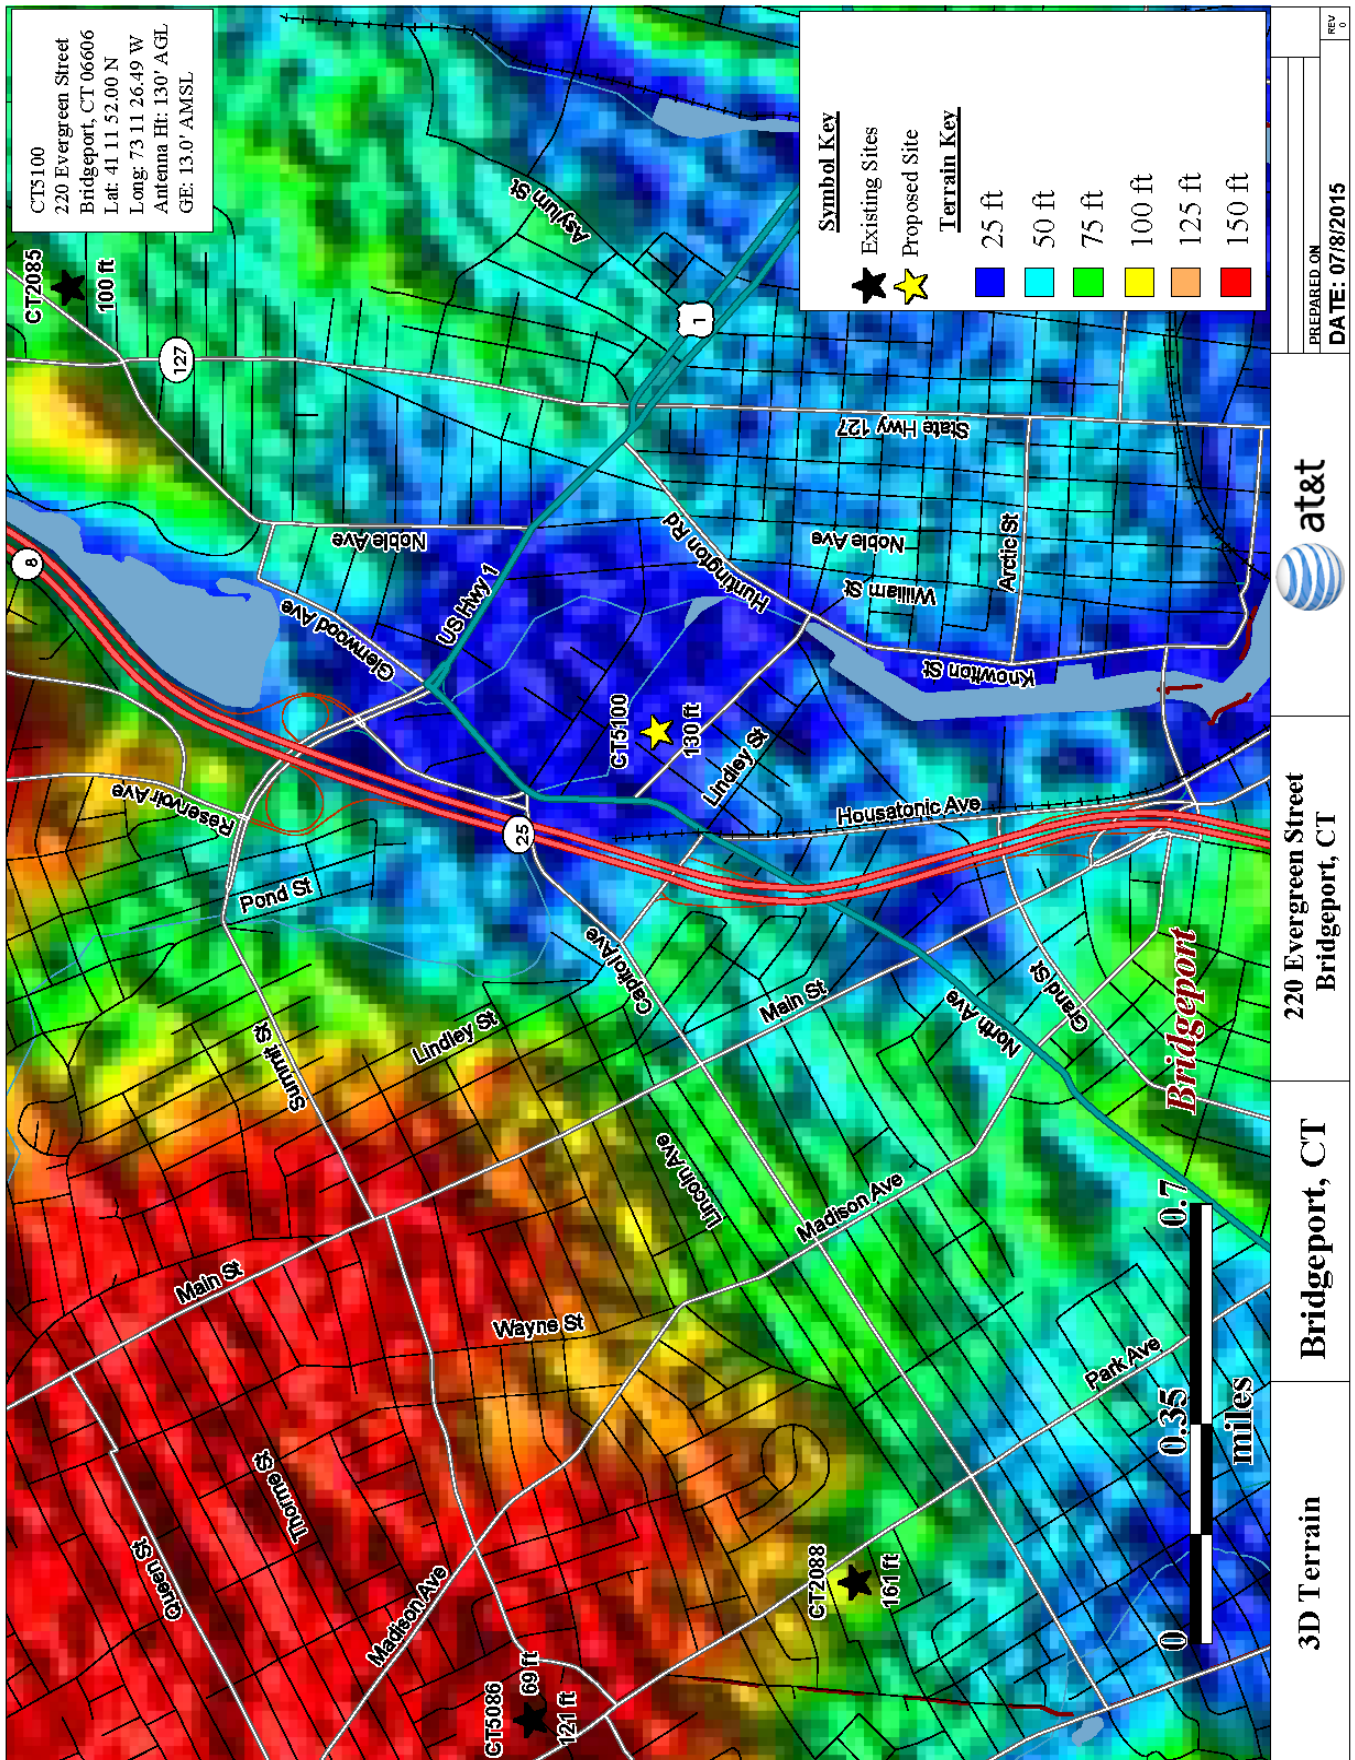 CT5100
220 Evergreen Street
Bridgeport, CT 06606
Lat: 41 11 52.00 N
Long: 73 11 26.49 W
Antenna Ht: 130' AGL
GE: 13.0' AMSL
CT2085
100 ft
127
8
Asylum St
1
Noble Ave
Glenwood Ave
US Hwy 1
Huntington Rd
State Hwy 127
Noble Ave
William St
Arctic St
Knowlton St
CT5100
130 ft
Lindley St
Housatonic Ave
25
Reservoir Ave
Pond St
Capitol Ave
Summit St
Lindley St
Main St
North Ave
Grand St
Bridgeport
Lincoln Ave
Madison Ave
Main St
Wayne St
Park Ave
Thorme St
Queen St
Madison Ave
CT2088
161 ft
CT5086
69 ft
121 ft
0
0.35
0.7
miles
Symbol Key
Existing Sites
Proposed Site
Terrain Key
25 ft
50 ft
75 ft
100 ft
125 ft
150 ft
3D Terrain
Bridgeport, CT
220 Evergreen Street
Bridgeport, CT
at&t
PREPARED ON
DATE: 07/8/2015
REV
0